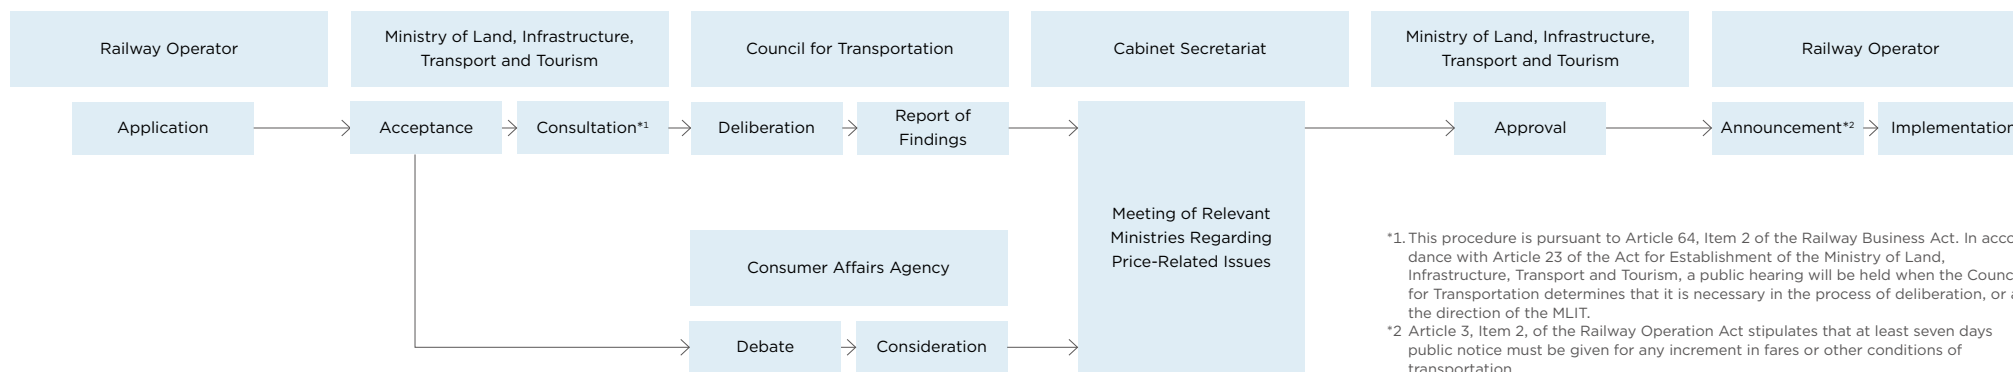 Railway Operator
Ministry of Land, Infrastructure,
Transport and Tourism
Council for Transportation
Cabinet Secretariat
Ministry of Land, Infrastructure,
Transport and Tourism
Railway Operator
Application
Acceptance
Consultation*1
Deliberation
Report of
Findings
Approval
Announcement*2
Implementation
Meeting of Relevant
Ministries Regarding
Price-Related Issues
Consumer Affairs Agency
Debate
Consideration
*1. This procedure is pursuant to Article 64, Item 2 of the Railway Business Act. In accor
dance with Article 23 of the Act for Establishment of the Ministry of Land,
Infrastructure, Transport and Tourism, a public hearing will be held when the Counc
for Transportation determines that it is necessary in the process of deliberation, or a
the direction of the MLIT.
*2 Article 3, Item 2, of the Railway Operation Act stipulates that at least seven days
public notice must be given for any increment in fares or other conditions of
transportation